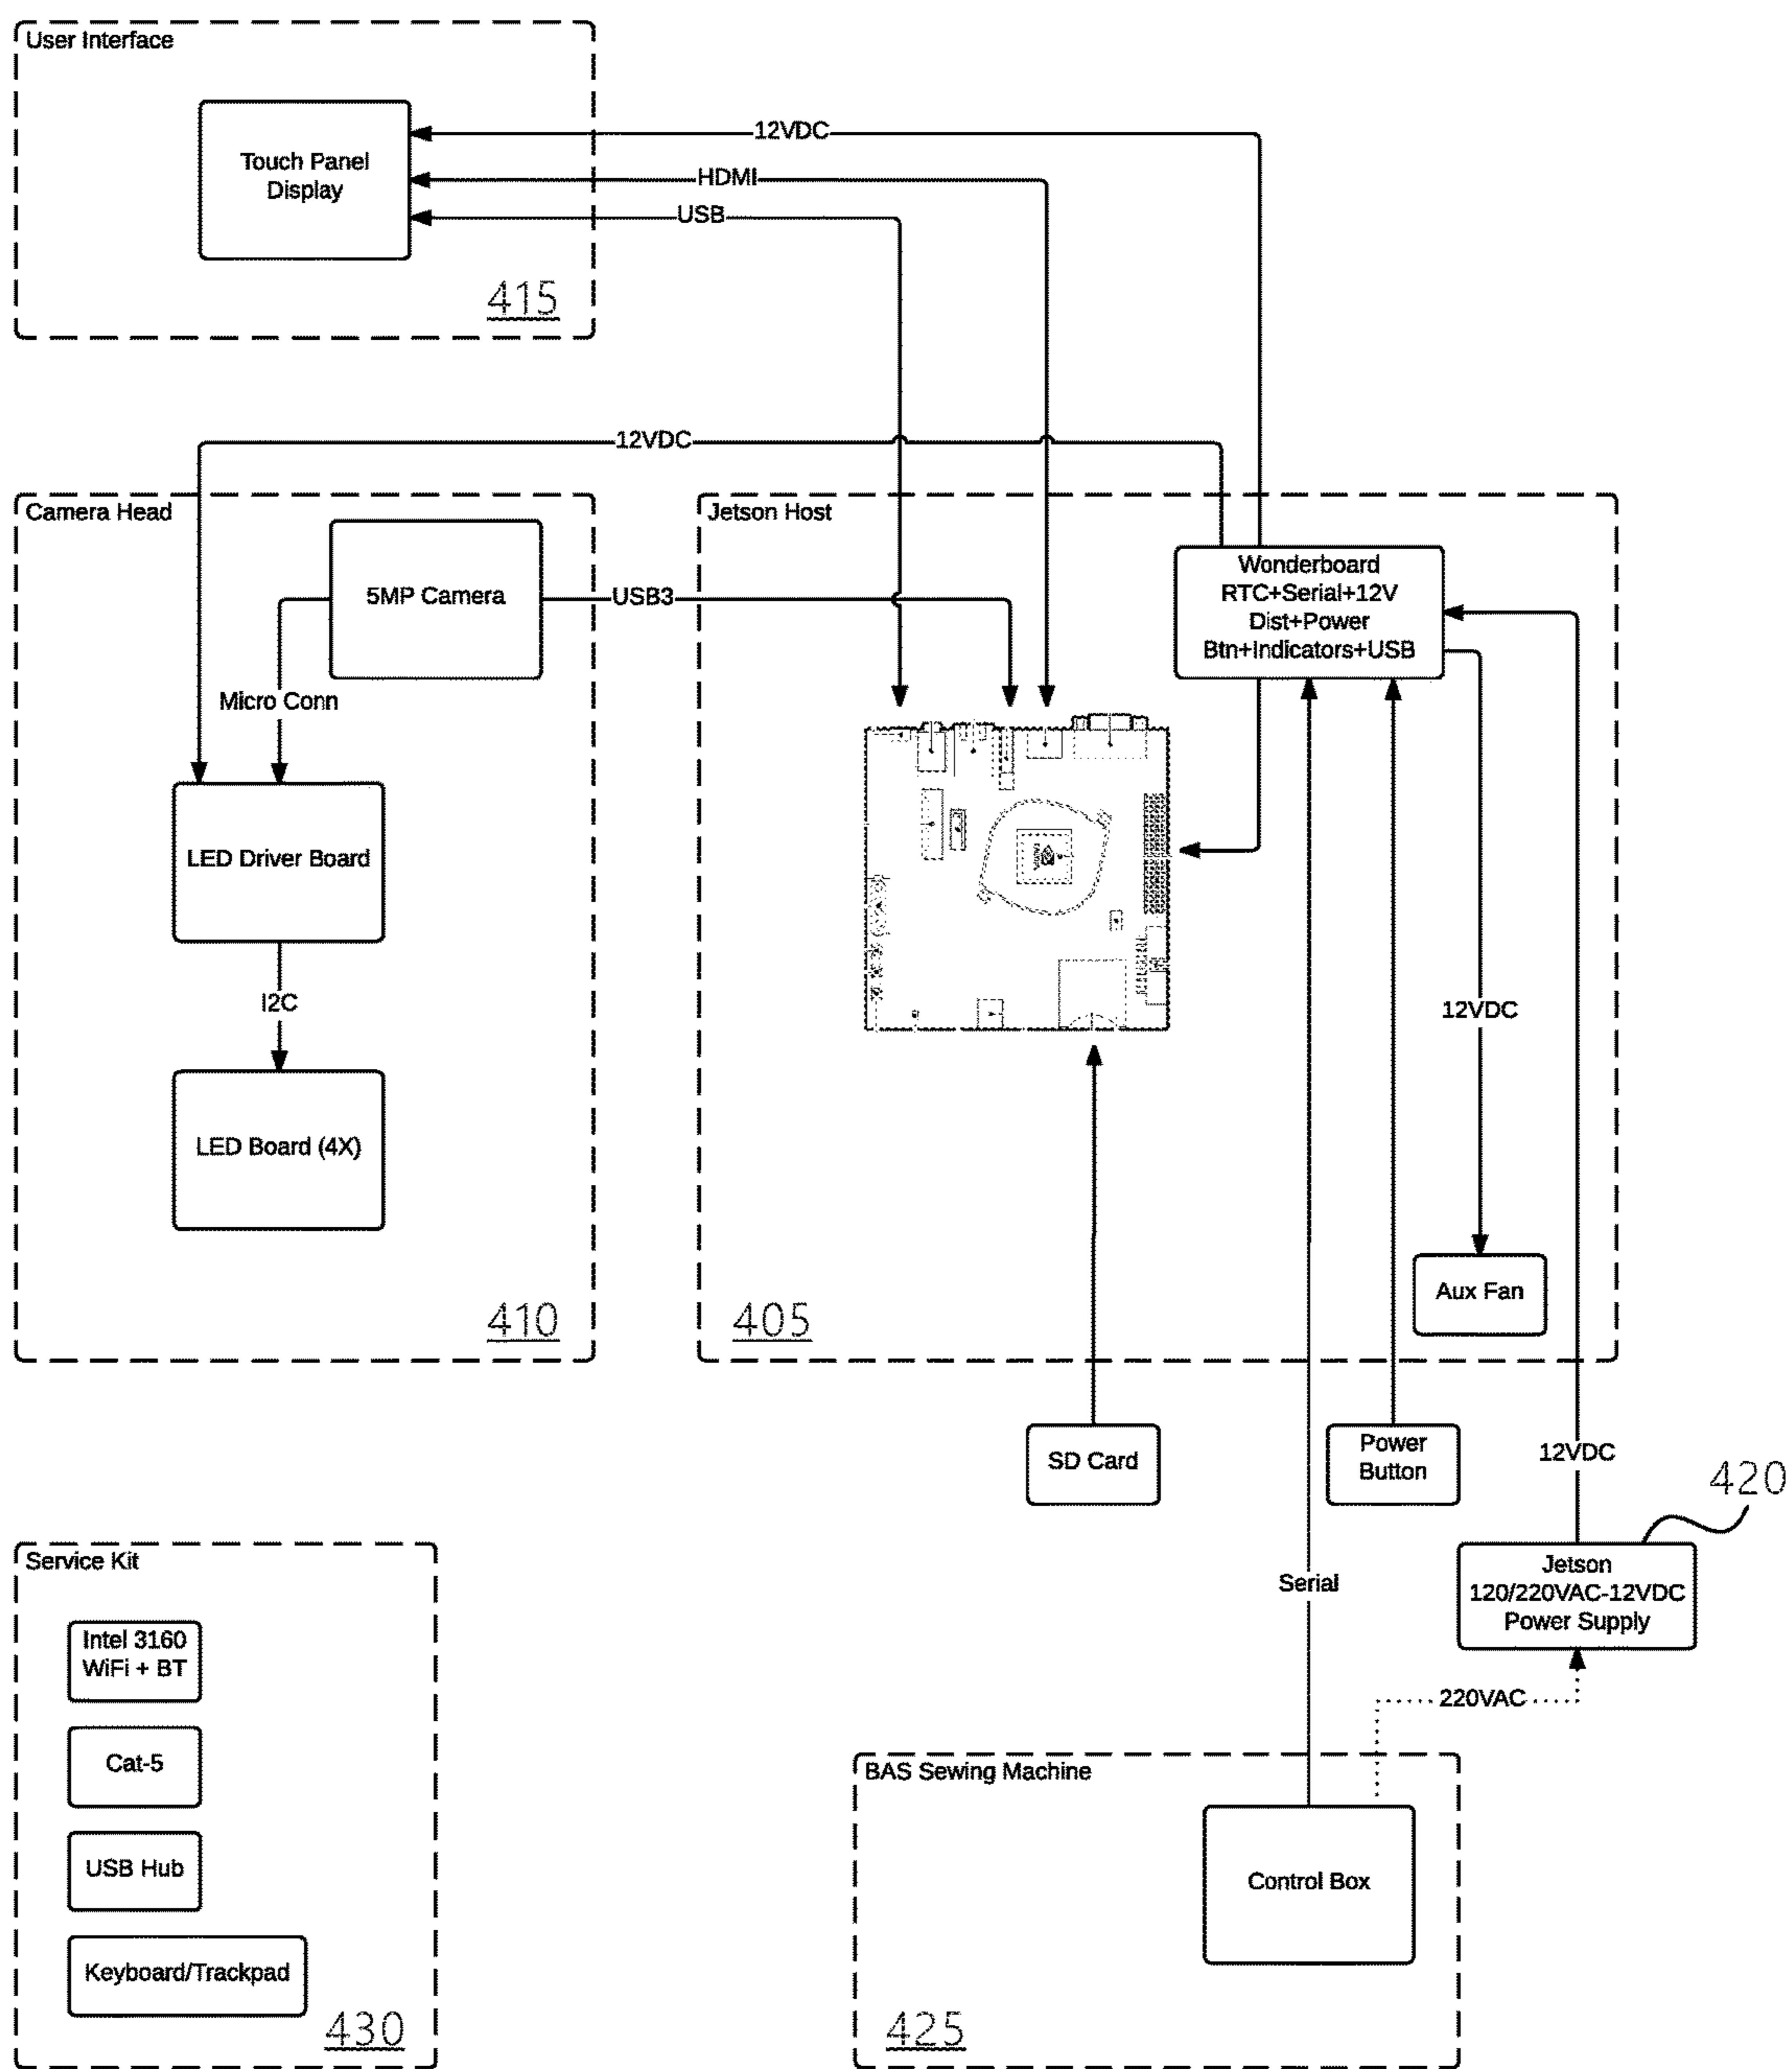 User Interface
Touch Panel
Display
12VDC
HDMI
USB
415
12VDC
Camera Head
5MP Camera
USB3
Micro Conn
LED Driver Board
I2C
LED Board (4X)
410
Jetson Host
Wonderboard
RTC+Serial+12V
Dist+Power
Btn+Indicators+USB
12VDC
Aux Fan
405
SD Card
Power
Button
12VDC
420
Jetson
120/220VAC-12VDC
Power Supply
Serial
220VAC
Service Kit
Intel 3160
WiFi + BT
Cat-5
USB Hub
Keyboard/Trackpad
430
BAS Sewing Machine
Control Box
425